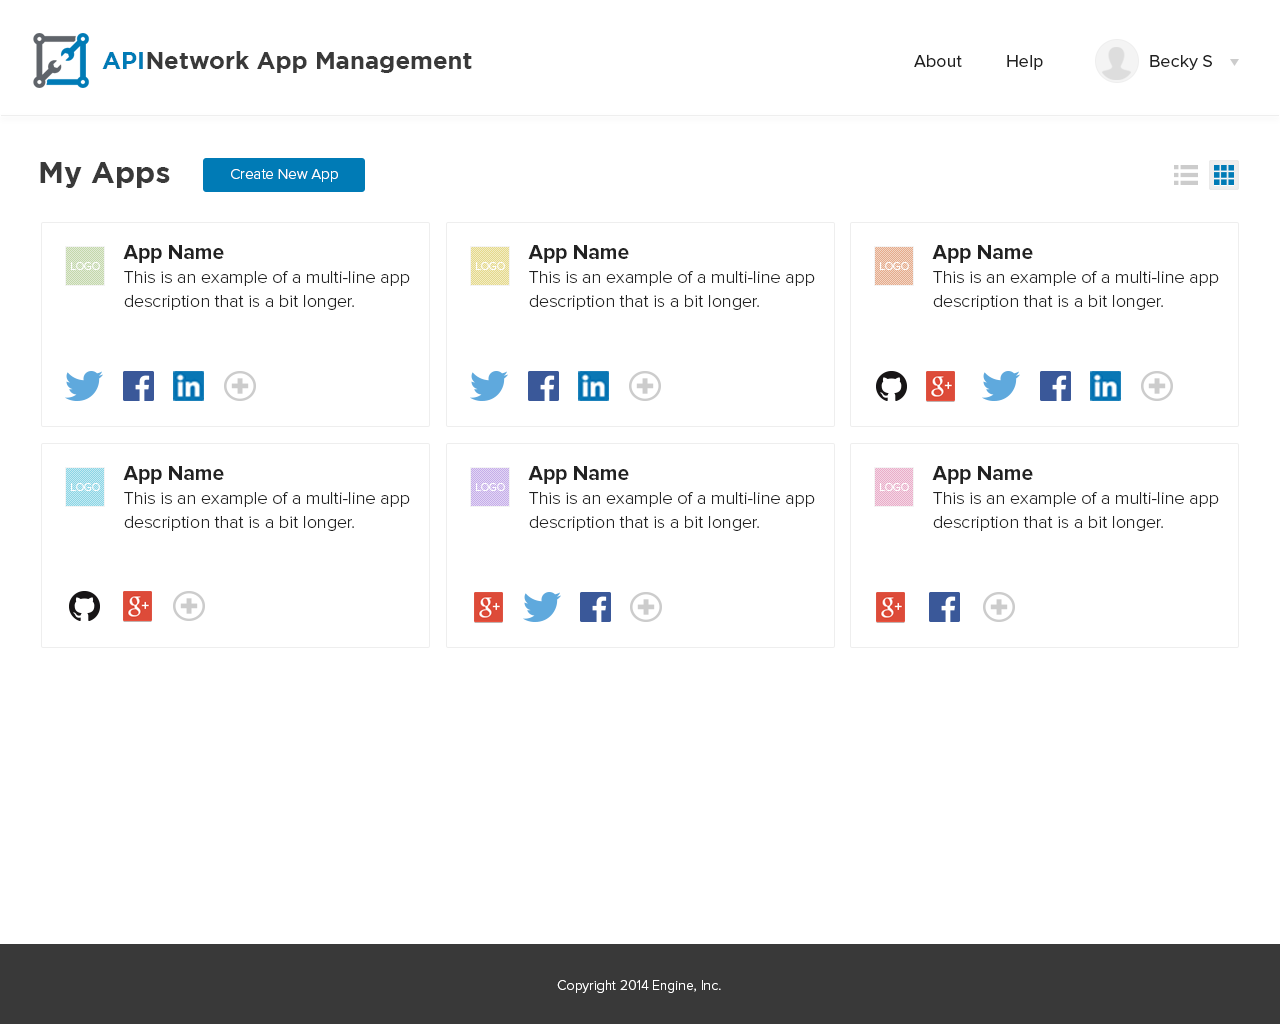 APINetwork App Management
About
Help
Becky S
My Apps
Create New App
LOGO
App Name
This is an example of a multi-line app
description that is a bit longer.
LOGO
App Name
This is an example of a multi-line app
description that is a bit longer.
LOGO
App Name
This is an example of a multi-line app
description that is a bit longer.
LOGO
App Name
This is an example of a multi-line app
description that is a bit longer.
LOGO
App Name
This is an example of a multi-line app
description that is a bit longer.
LOGO
App Name
This is an example of a multi-line app
description that is a bit longer.
Copyright 2014 Engine, Inc.